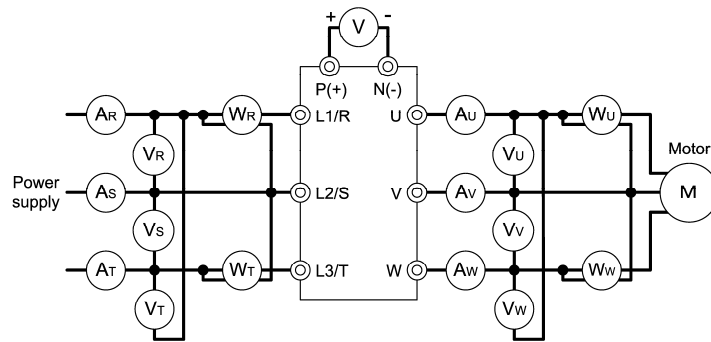 + V -
P(+) N(-)
AR WR L1/R U AU WU
Motor
VR VU
Power
supply
AS L2/S V AV M
VS VV
AT WT L3/T W AW WW
VT VW